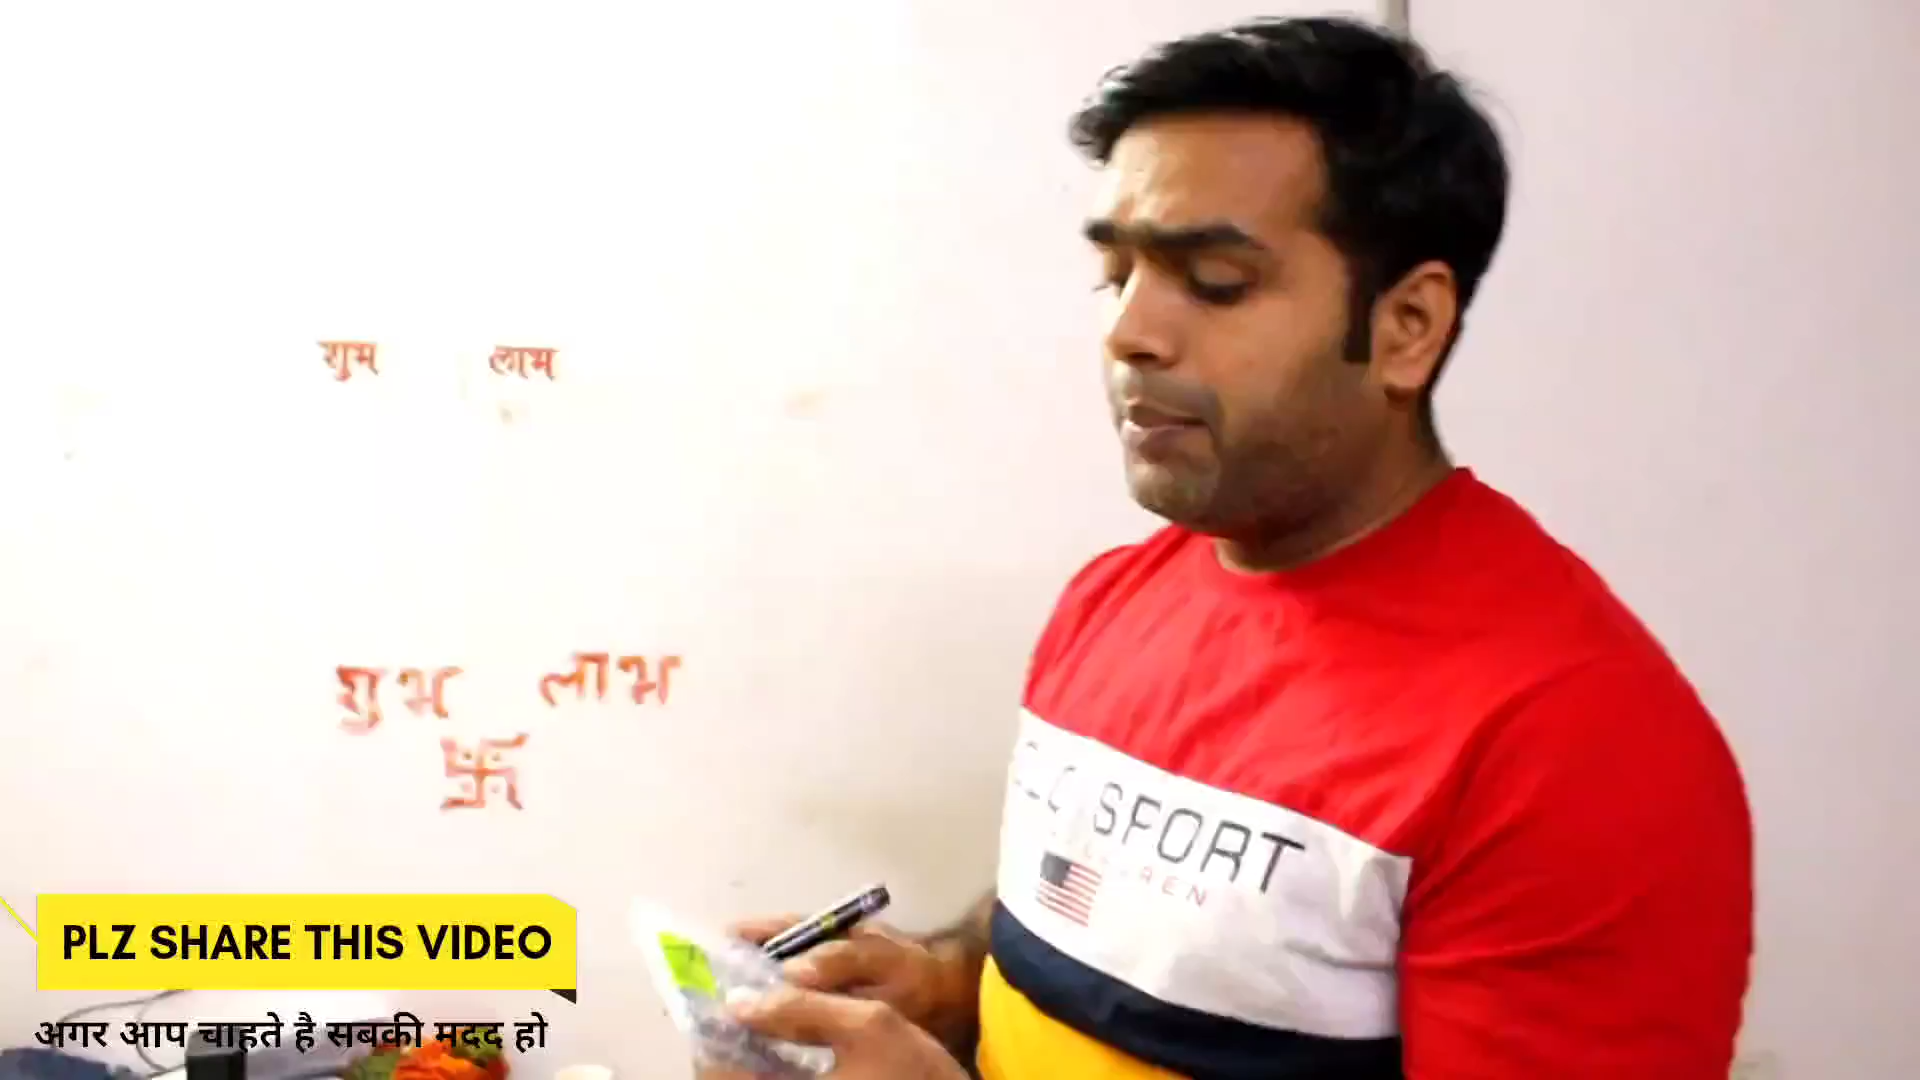 शुभ लाभ
शुभ लाभ
SPORT
PLZ SHARE THIS VIDEO
अगर आप चाहते है सबकी मदद हो